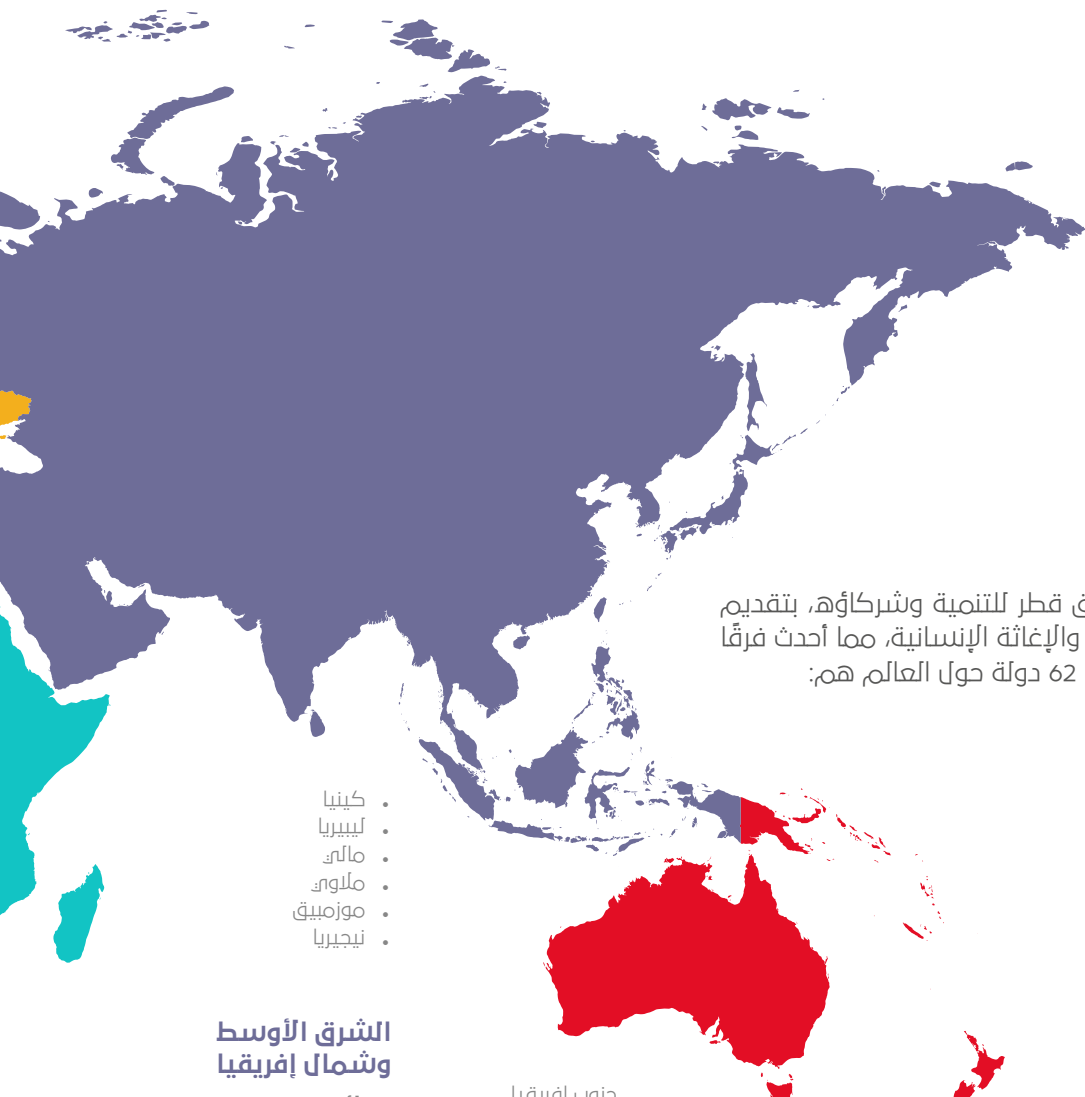 ق قطر للتنمية وشركاؤه، بتقديم
والإغاثة الإنسانية، مما أحدث فرقًا
62 دولة حول العالم هم:
• كينيا
• ليبيريا
• مالي
• ملاوي
• موزمبيق
• نيجيريا
الشرق الأوسط
وشمال إفريقيا
جنوب إفريقيا